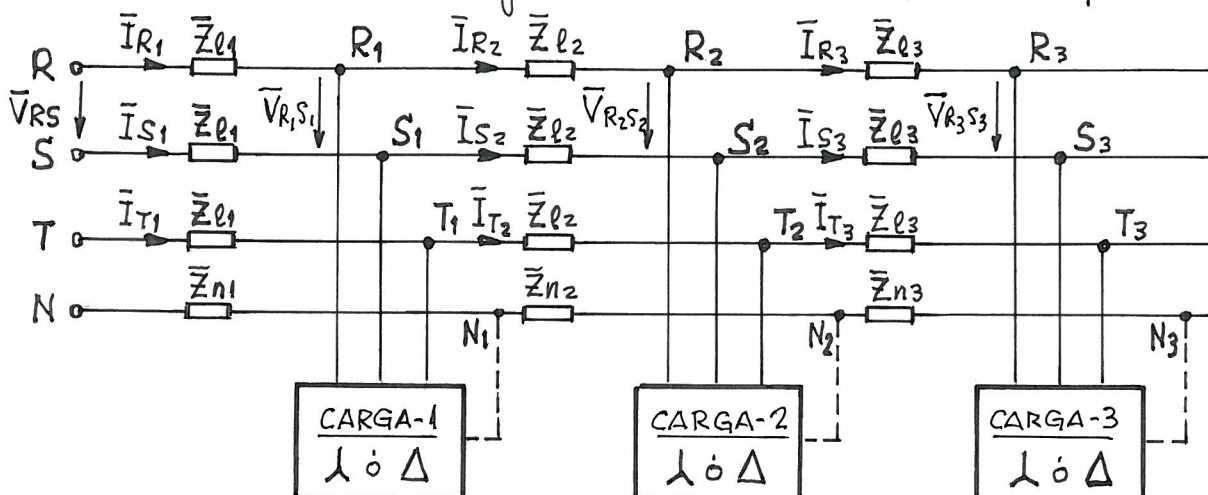 R I̅R1 Z̅ℓ1 R1 I̅R2 Z̅ℓ2 R2 I̅R3 Z̅ℓ3 R3
V̅RS V̅R1S1 V̅R2S2 V̅R3S3
S I̅S1 Z̅ℓ1 S1 I̅S2 Z̅ℓ2 S2 I̅S3 Z̅ℓ3 S3
T I̅T1 Z̅ℓ1 T1 I̅T2 Z̅ℓ2 T2 I̅T3 Z̅ℓ3 T3
N Z̅n1 N1 Z̅n2 N2 Z̅n3 N3
CARGA-1 CARGA-2 CARGA-3
⅄ ó Δ ⅄ ó Δ ⅄ ó Δ